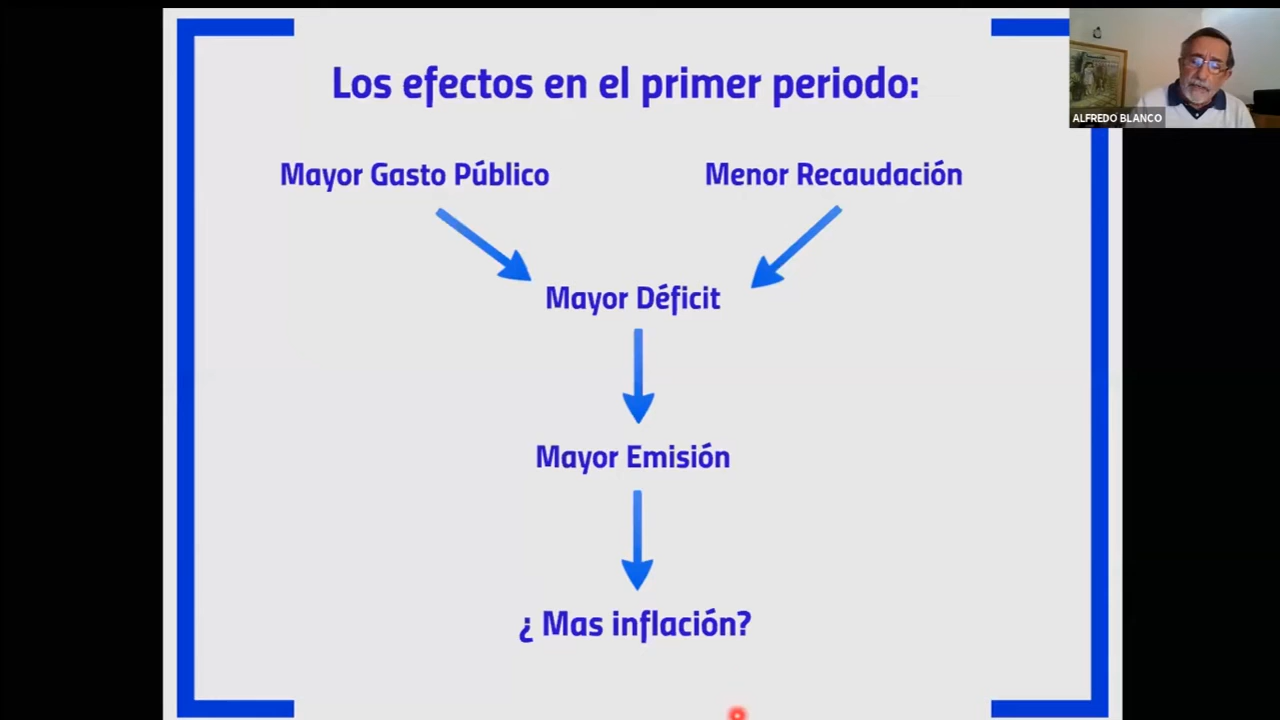 Los efectos en el primer periodo:
ALFREDO BLANCO
Mayor Gasto Público
Menor Recaudación
Mayor Déficit
Mayor Emisión
¿ Mas inflación?